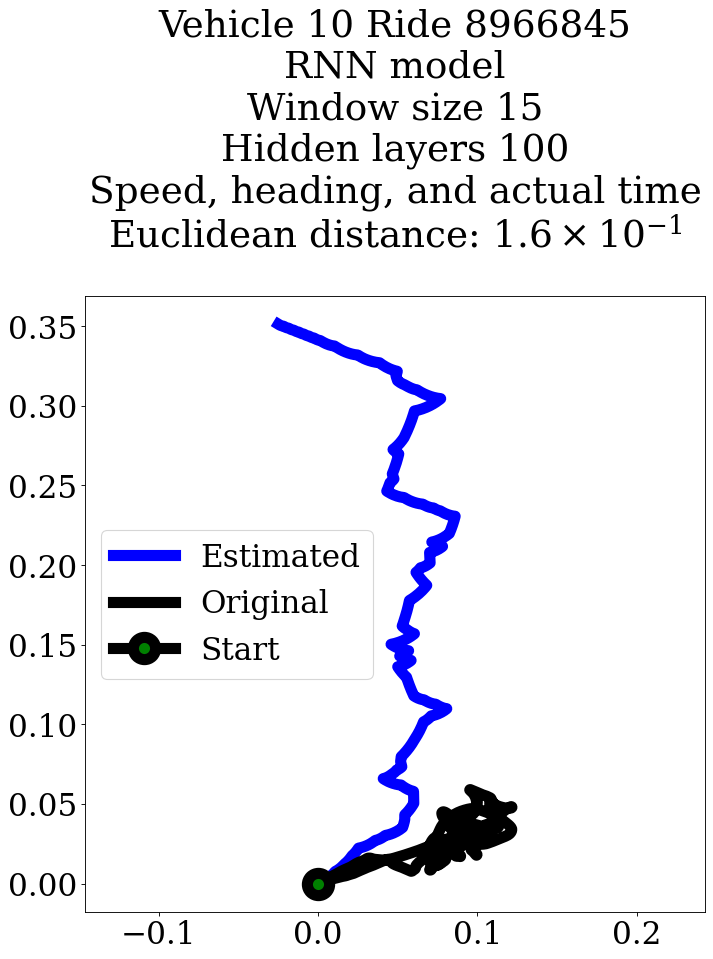 Vehicle 10 Ride 8966845
RNN model
Window size 15
Hidden layers 100
Speed, heading, and actual time
Euclidean distance: $1.6 × 10^{-1}$
0.35
0.30
0.25
0.20
0.15
0.10
0.05
0.00
Estimated
Original
Start
−0.1
0.0
0.1
0.2